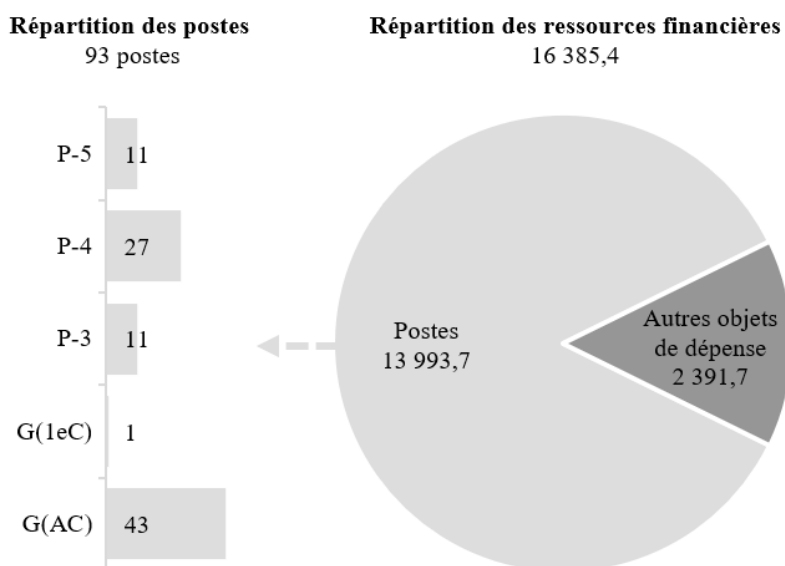 Répartition des postes
93 postes
P-5
11
P-4
27
P-3
11
G(1eC)
1
G(AC)
43
Répartition des ressources financières
16 385,4
Postes
13 993,7
Autres objets
de dépense
2 391,7